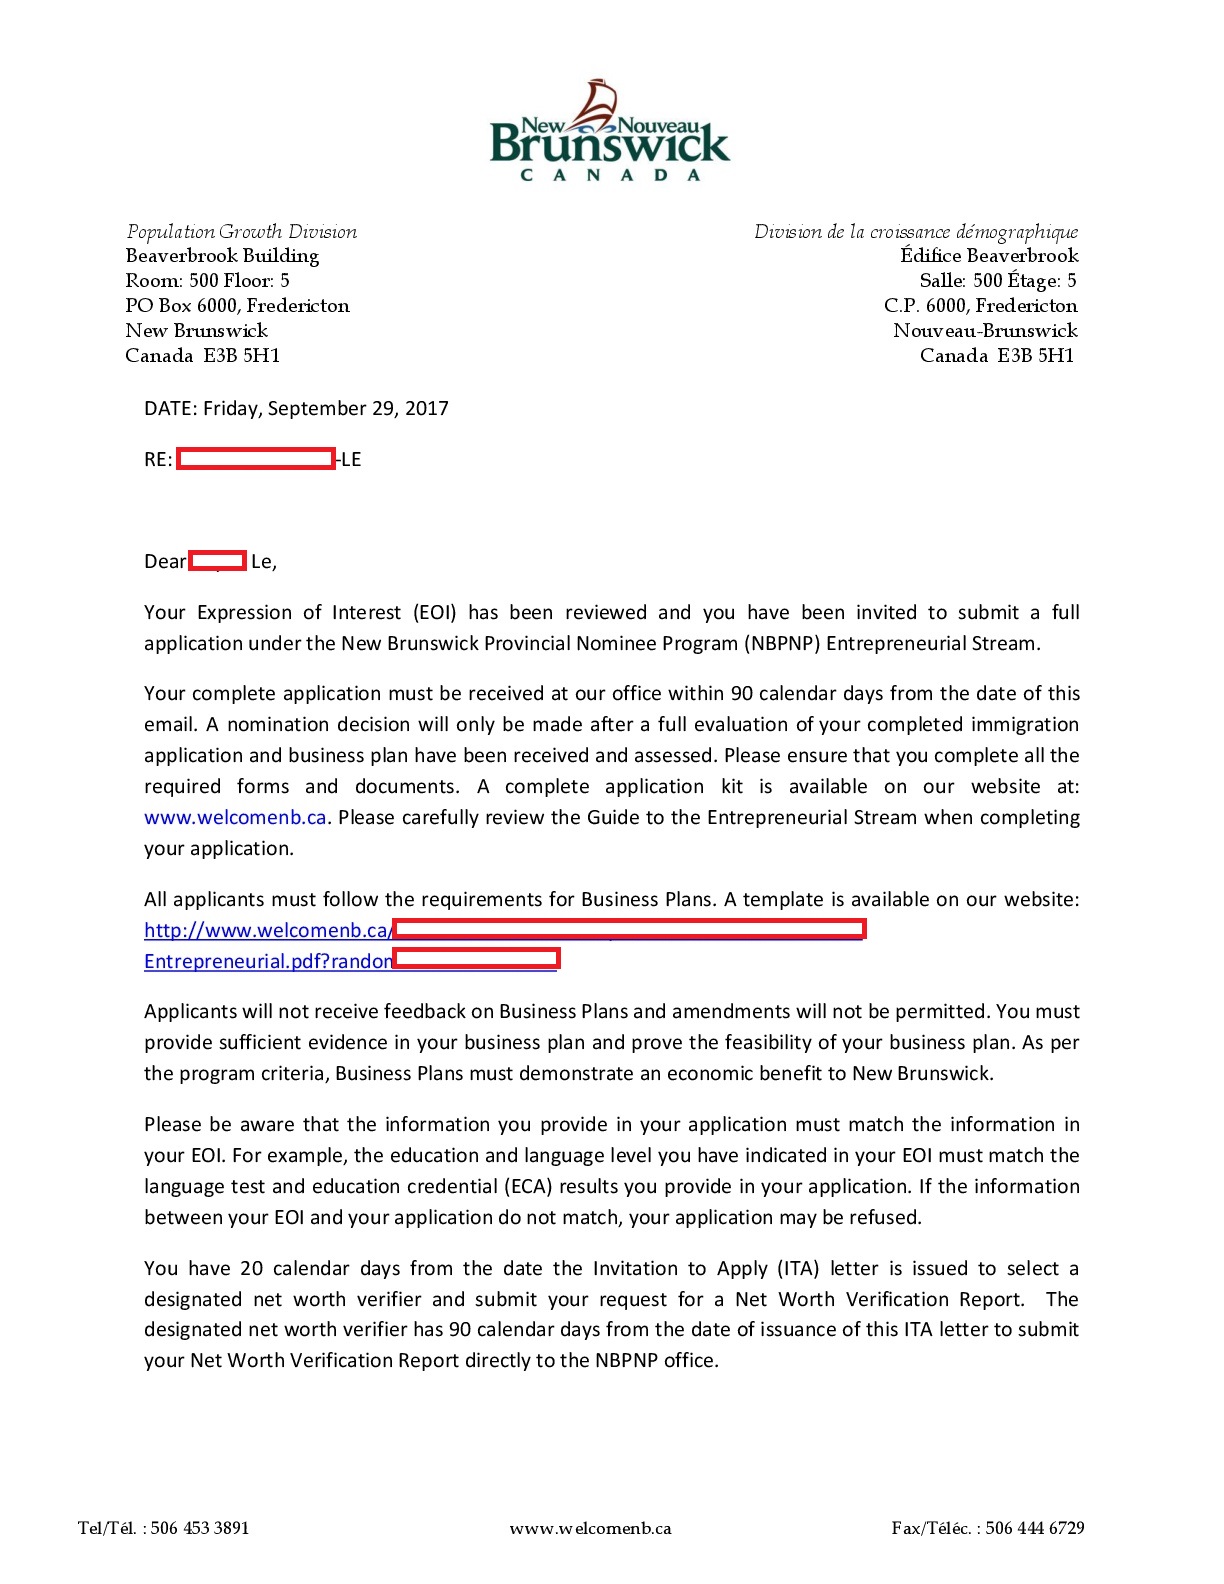 New Nouveau
Brunswick
CANADA
Population Growth Division
Beaverbrook Building
Room: 500 Floor: 5
PO Box 6000, Fredericton
New Brunswick
Canada E3B 5H1
Division de la croissance démographique
Édifice Beaverbrook
Salle: 500 Étage: 5
C.P. 6000, Fredericton
Nouveau-Brunswick
Canada E3B 5H1
DATE: Friday, September 29, 2017
RE: -LE
Dear Le,
Your Expression of Interest (EOI) has been reviewed and you have been invited to submit a full
application under the New Brunswick Provincial Nominee Program (NBPNP) Entrepreneurial Stream.
Your complete application must be received at our office within 90 calendar days from the date of this
email. A nomination decision will only be made after a full evaluation of your completed immigration
application and business plan have been received and assessed. Please ensure that you complete all the
required forms and documents. A complete application kit is available on our website at:
www.welcomenb.ca. Please carefully review the Guide to the Entrepreneurial Stream when completing
your application.
All applicants must follow the requirements for Business Plans. A template is available on our website:
http://www.welcomenb.ca/
Entrepreneurial.pdf?random
Applicants will not receive feedback on Business Plans and amendments will not be permitted. You must
provide sufficient evidence in your business plan and prove the feasibility of your business plan. As per
the program criteria, Business Plans must demonstrate an economic benefit to New Brunswick.
Please be aware that the information you provide in your application must match the information in
your EOI. For example, the education and language level you have indicated in your EOI must match the
language test and education credential (ECA) results you provide in your application. If the information
between your EOI and your application do not match, your application may be refused.
You have 20 calendar days from the date the Invitation to Apply (ITA) letter is issued to select a
designated net worth verifier and submit your request for a Net Worth Verification Report. The
designated net worth verifier has 90 calendar days from the date of issuance of this ITA letter to submit
your Net Worth Verification Report directly to the NBPNP office.
Tel/Tél. : 506 453 3891
www.welcomenb.ca
Fax/Téléc. : 506 444 6729